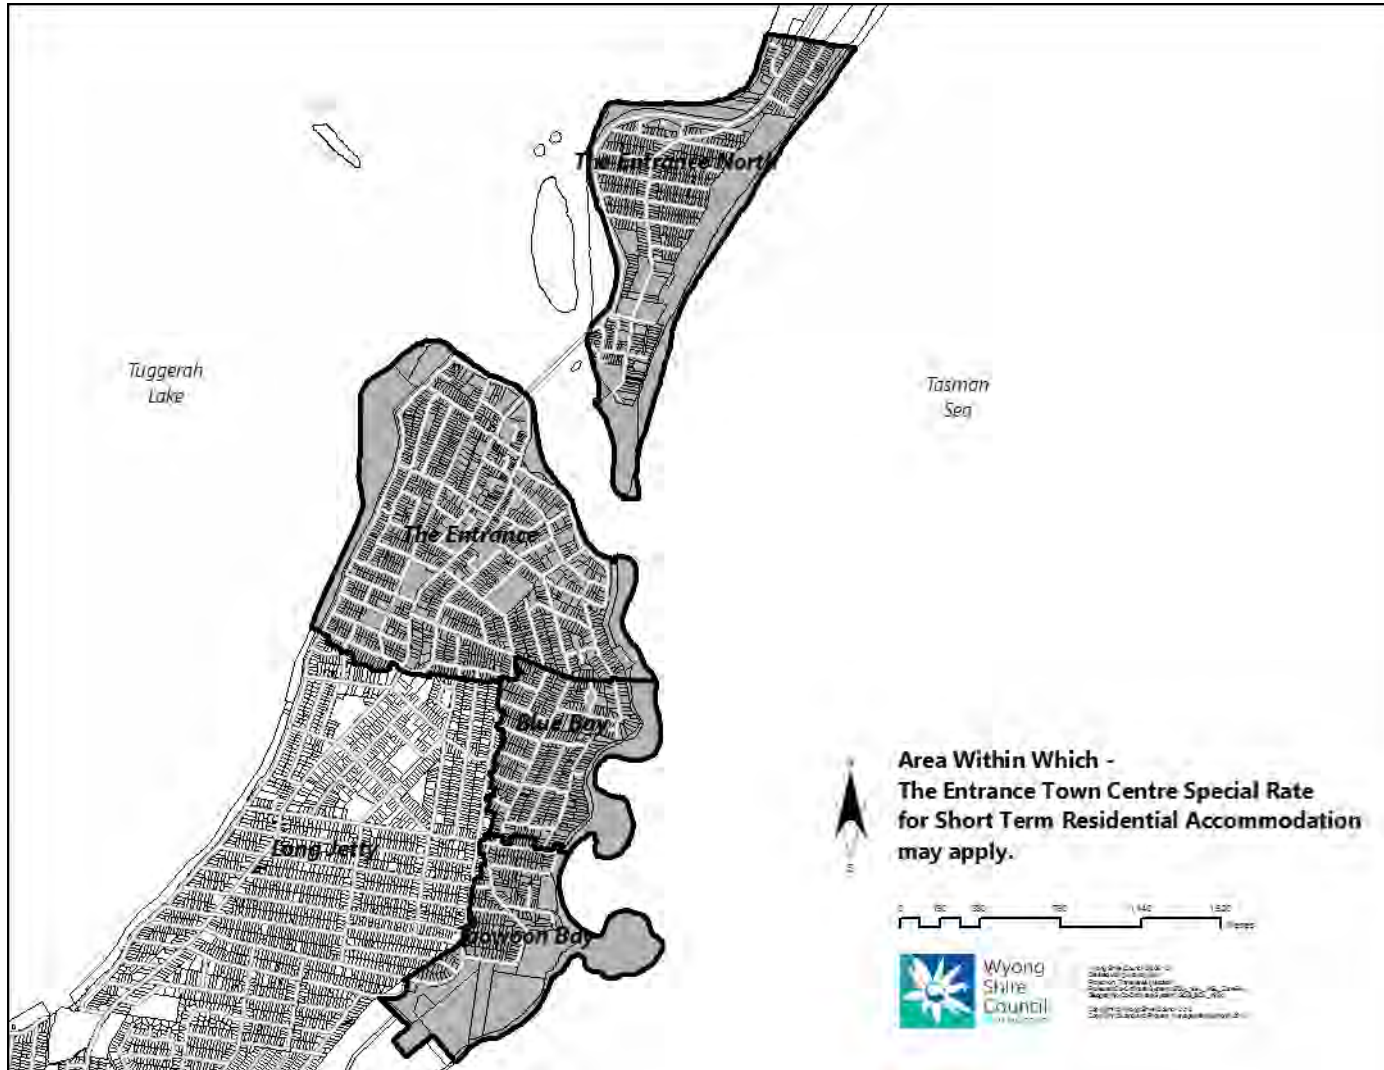 The Entrance North
Tuggerah
Lake
Tasman
Sea
The Entrance
Blue Bay
Area Within Which -
The Entrance Town Centre Special Rate
for Short Term Residential Accommodation
may apply.
Long Jetty
Bay
Wyong
Shire
Council